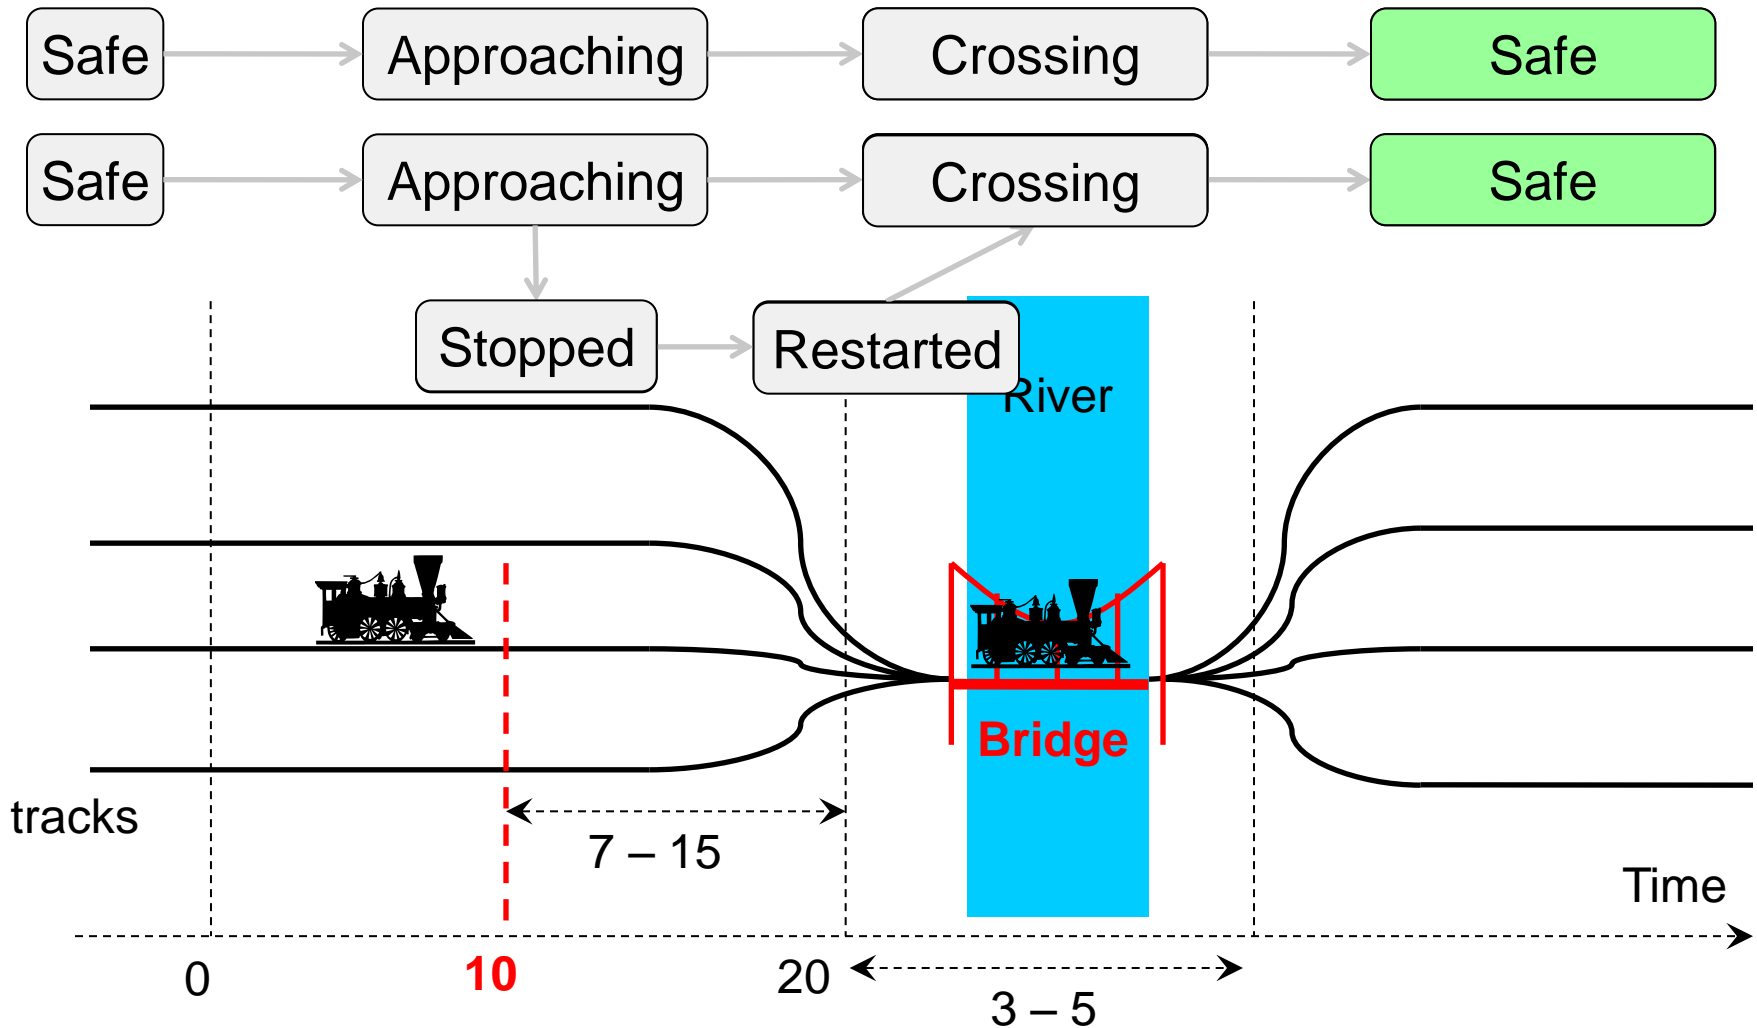 Safe Approaching Crossing Safe
Safe Approaching Crossing Safe
Stopped Restarted
River
Bridge
tracks
7 – 15
Time
0 10 20
3 – 5